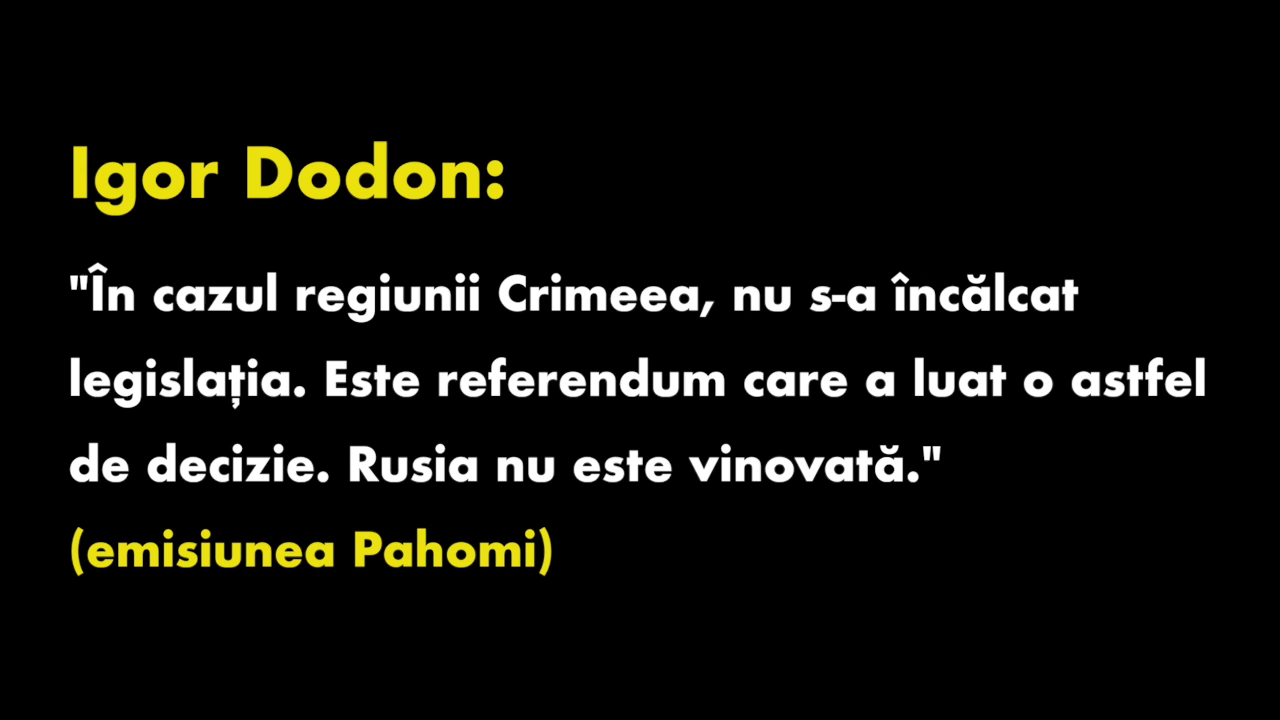 Igor Dodon:
"În cazul regiunii Crimeea, nu s-a încălcat
legislația. Este referendum care a luat o astfel
de decizie. Rusia nu este vinovată."
(emisiunea Pahomi)